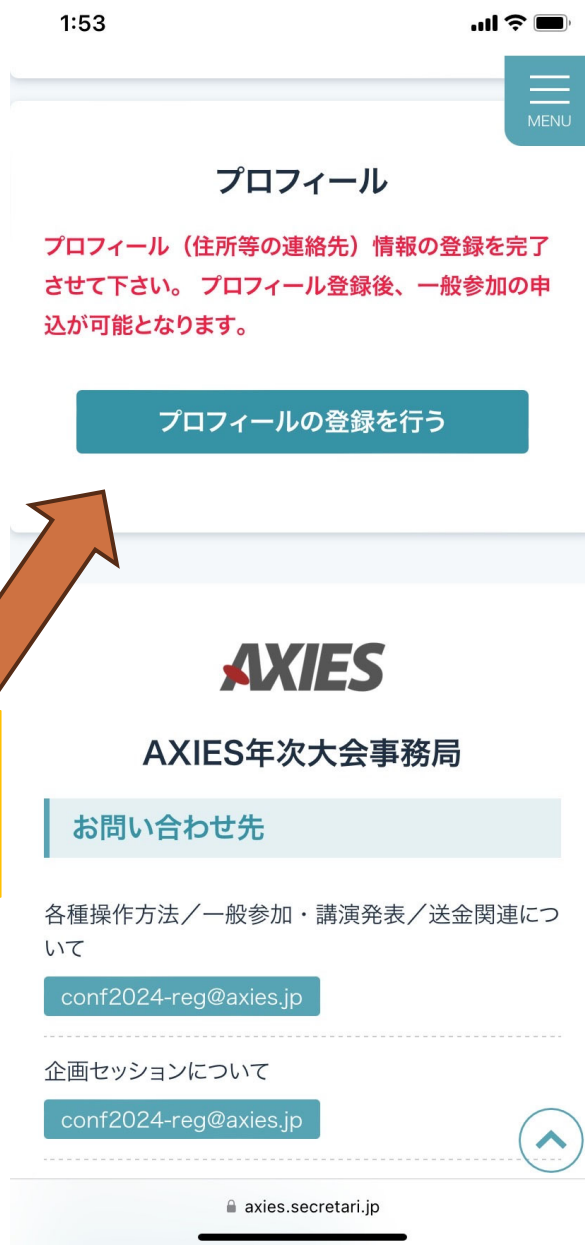 1:53
MENU
プロフィール
プロフィール（住所等の連絡先）情報の登録を完了
させて下さい。 プロフィール登録後、一般参加の申
込が可能となります。
プロフィールの登録を行う
AXIES
AXIES年次大会事務局
お問い合わせ先
各種操作方法／一般参加・講演発表／送金関連につ
いて
conf2024-reg@axies.jp
企画セッションについて
conf2024-reg@axies.jp
axies.secretari.jp